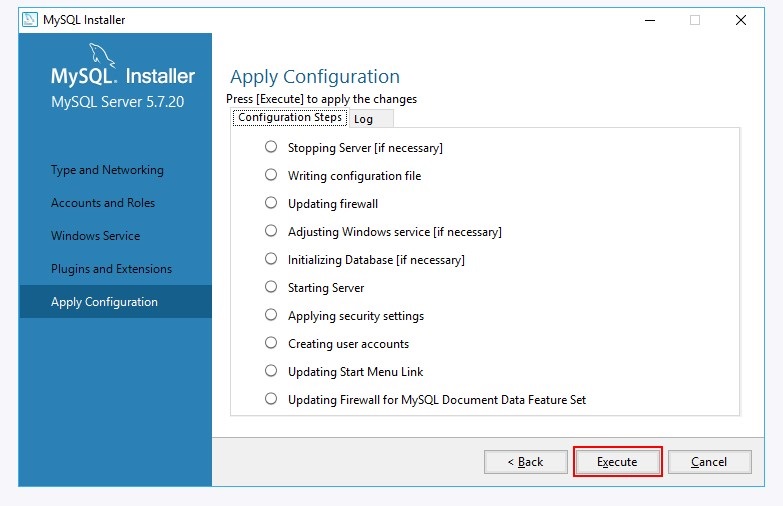 MySQL Installer
MySQL. Installer
MySQL Server 5.7.20
Type and Networking
Accounts and Roles
Windows Service
Plugins and Extensions
Apply Configuration
Apply Configuration
Press [Execute] to apply the changes
Configuration Steps Log
Stopping Server [if necessary]
Writing configuration file
Updating firewall
Adjusting Windows service [if necessary]
Initializing Database [if necessary]
Starting Server
Applying security settings
Creating user accounts
Updating Start Menu Link
Updating Firewall for MySQL Document Data Feature Set
< Back Execute Cancel